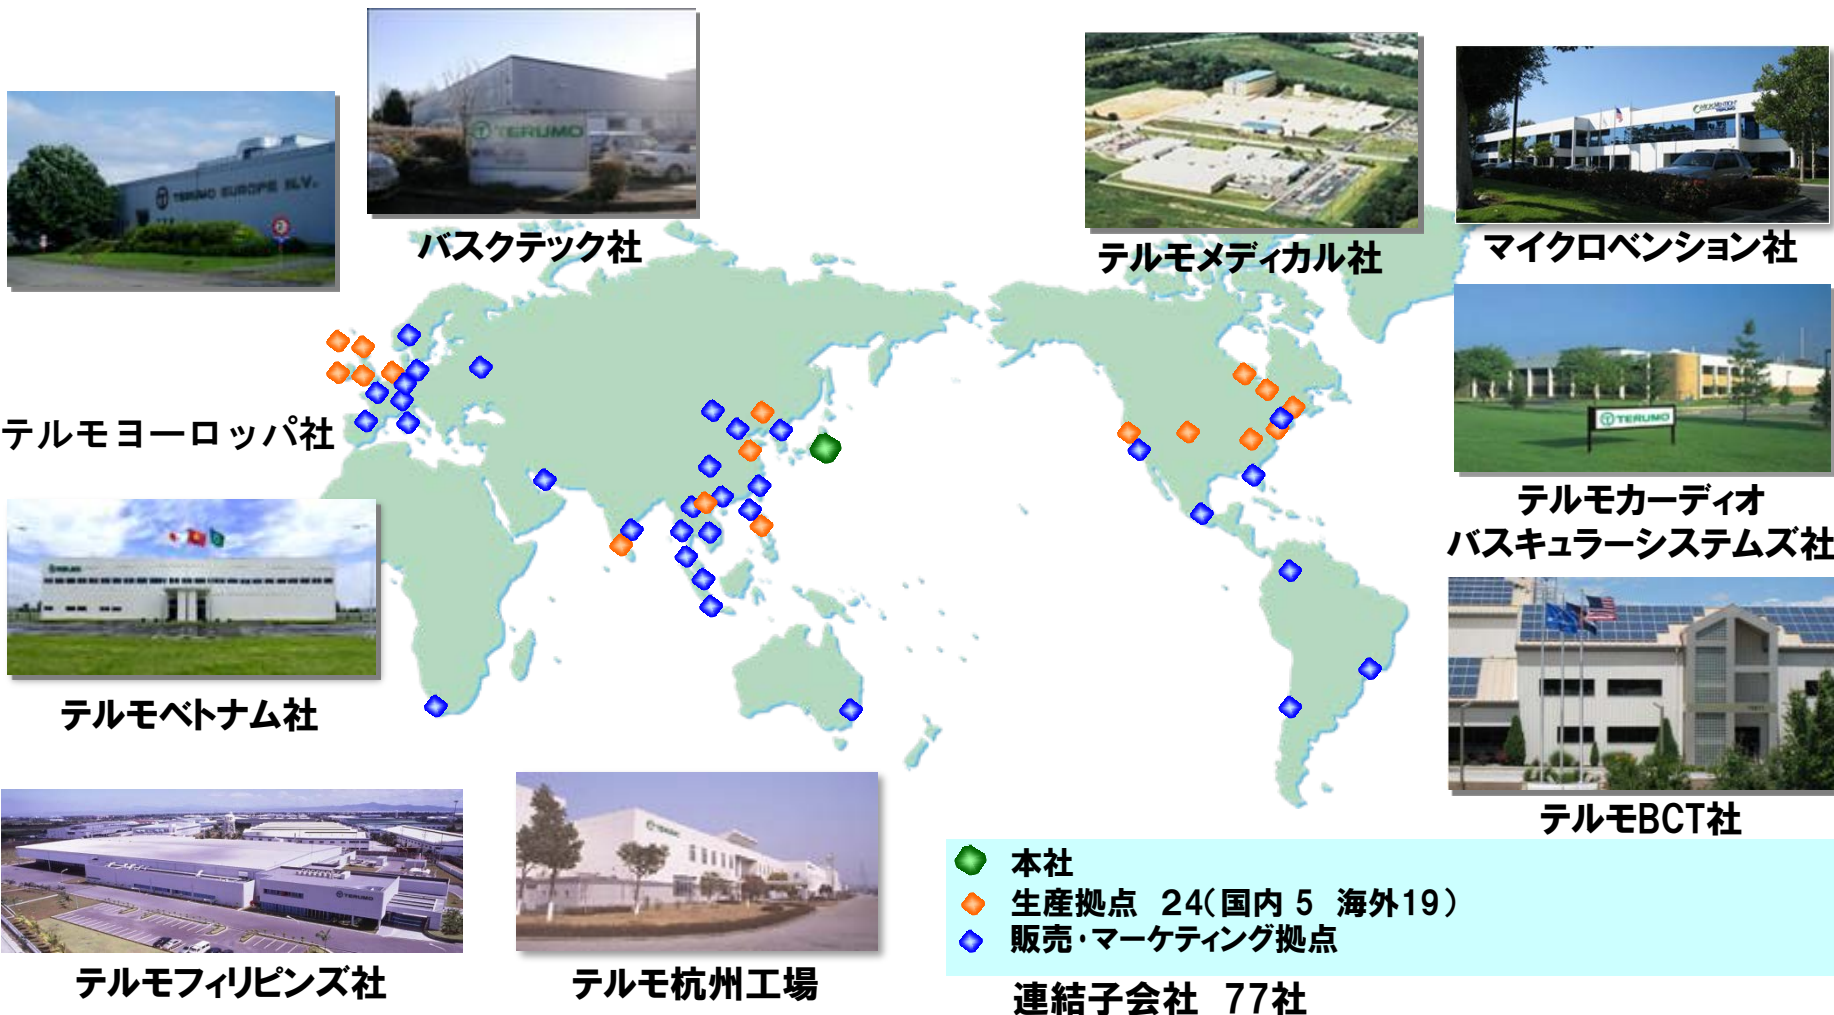 TERUMO EUROPE N.V.
TERUMO
バスクテック社
テルモメディカル社
マイクロベンション社
テルモヨーロッパ社
TERUMO
テルモカーディオ
バスキュラーシステムズ社
TERUMO
テルモベトナム社
テルモBCT社
TERUMO
テルモフィリピンズ社
TERUMO
テルモ杭州工場
本社
生産拠点 24(国内 5 海外19)
販売・マーケティング拠点
連結子会社 77社